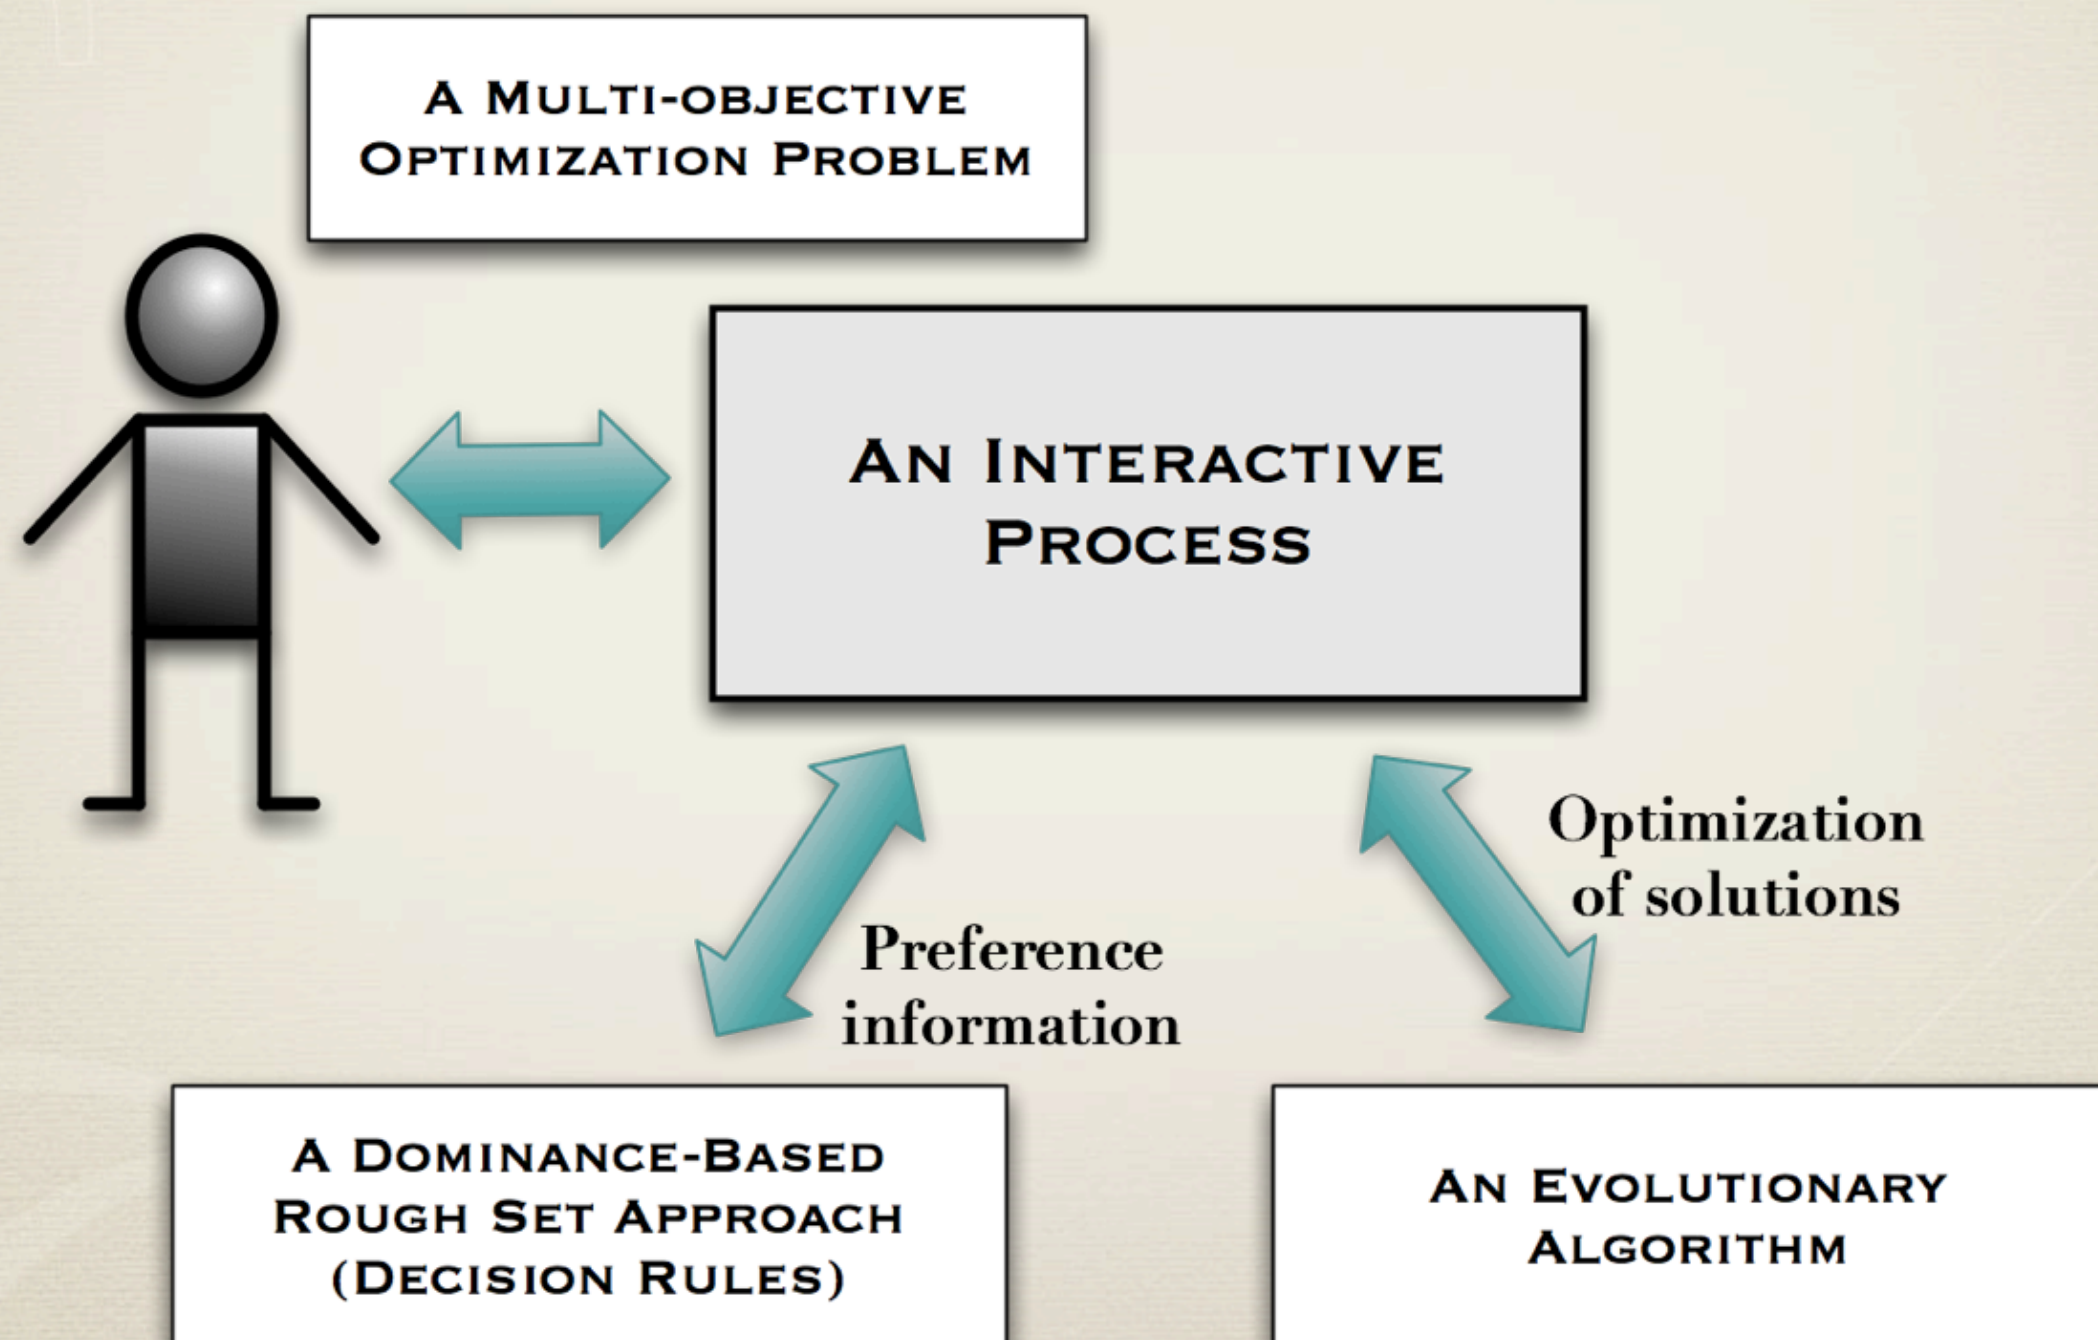 A Multi-objective
Optimization Problem
An Interactive
Process
Optimization
of solutions
Preference
information
A Dominance-Based
Rough Set Approach
(Decision Rules)
An Evolutionary
Algorithm